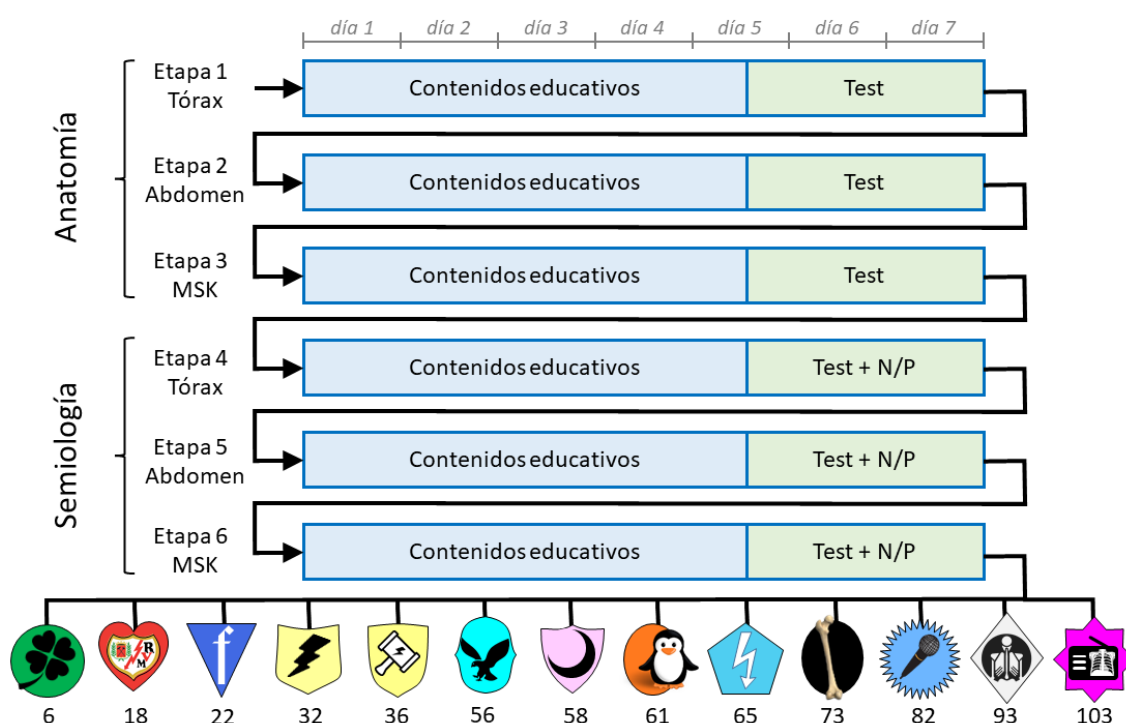 día 1 día 2 día 3 día 4 día 5 día 6 día 7
Anatomía
Etapa 1
Tórax
Contenidos educativos
Test
Etapa 2
Abdomen
Contenidos educativos
Test
Etapa 3
MSK
Contenidos educativos
Test
Semiología
Etapa 4
Tórax
Contenidos educativos
Test + N/P
Etapa 5
Abdomen
Contenidos educativos
Test + N/P
Etapa 6
MSK
Contenidos educativos
Test + N/P
R
M
f
6 18 22 32 36 56 58 61 65 73 82 93 103